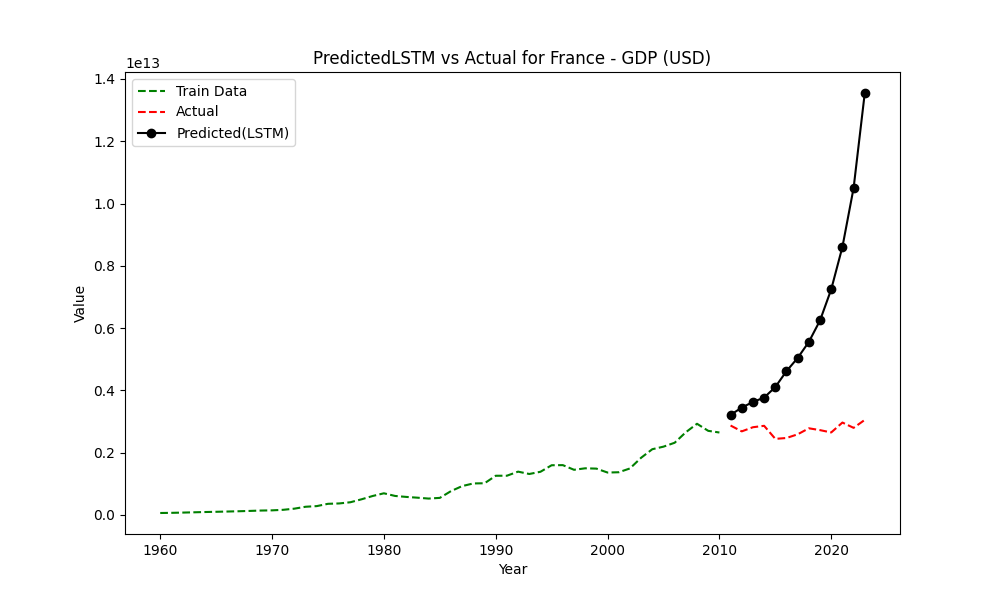 PredictedLSTM vs Actual for France - GDP (USD)
1e13
1.4
1.2
1.0
0.8
0.6
0.4
0.2
0.0
Value
Train Data
Actual
Predicted(LSTM)
1960 1970 1980 1990 2000 2010 2020
Year